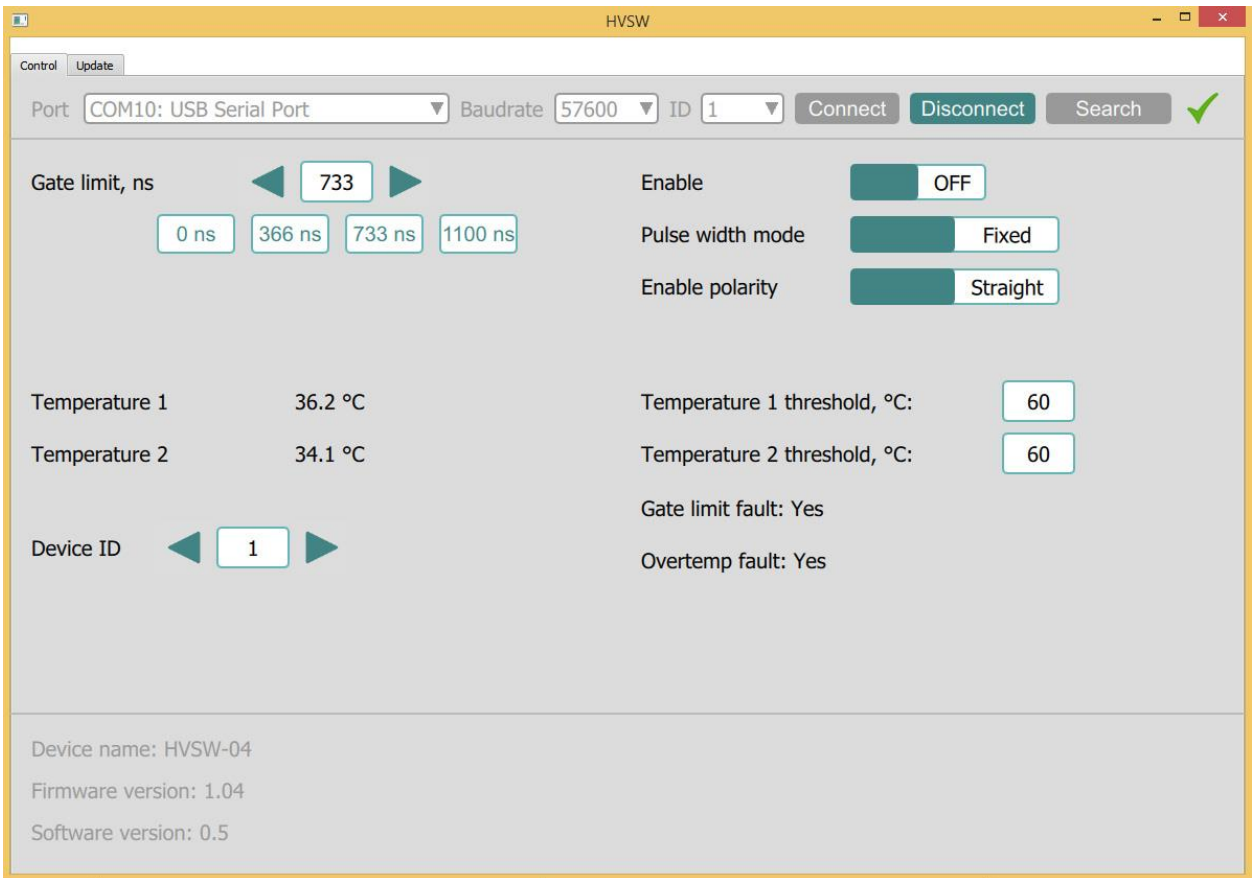 HVSW
Control Update
Port COM10: USB Serial Port Baudrate 57600 ID 1 Connect Disconnect Search
Gate limit, ns 733 Enable OFF
0 ns 366 ns 733 ns 1100 ns Pulse width mode Fixed
Enable polarity Straight
Temperature 1 36.2 °C Temperature 1 threshold, °C: 60
Temperature 2 34.1 °C Temperature 2 threshold, °C: 60
Gate limit fault: Yes
Device ID 1
Overtemp fault: Yes
Device name: HVSW-04
Firmware version: 1.04
Software version: 0.5